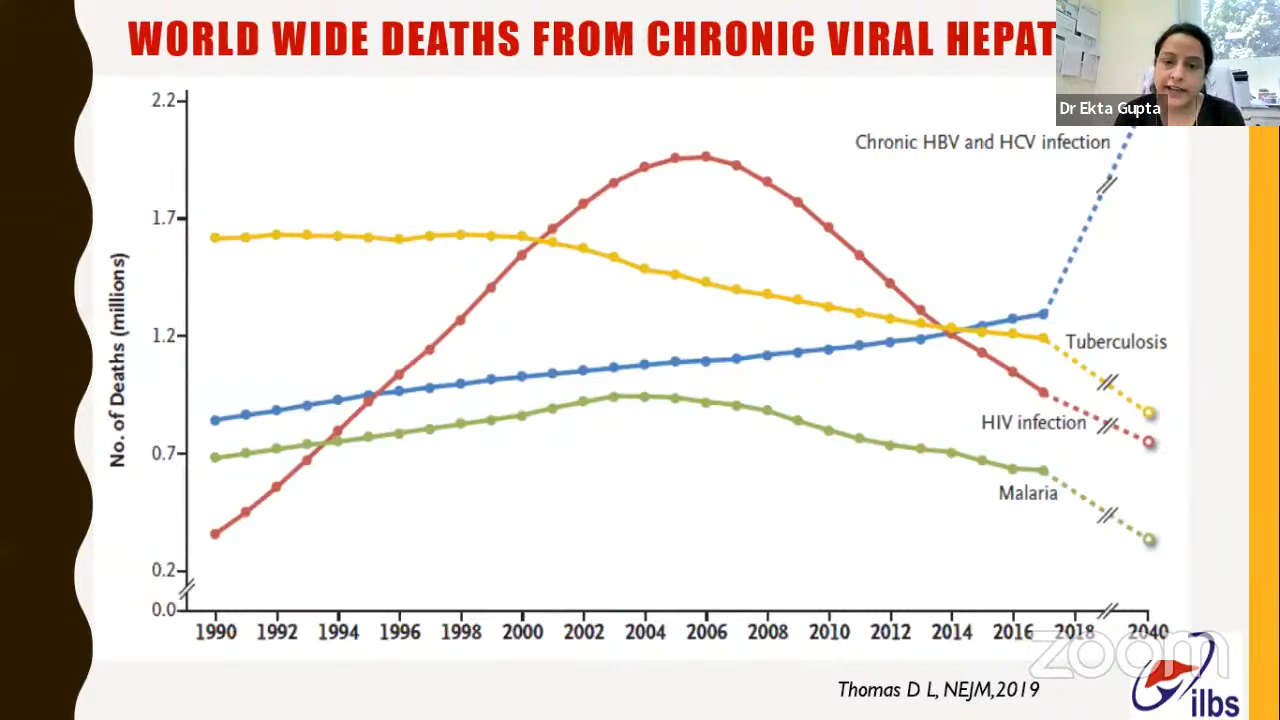 WORLD WIDE DEATHS FROM CHRONIC VIRAL HEPAT
Dr Ekta Gupta
2.2
Chronic HBV and HCV infection
1.7
No. of Deaths (millions)
1.2
Tuberculosis
HIV infection
0.7
Malaria
0.2
0.0
1990 1992 1994 1996 1998 2000 2002 2004 2006 2008 2010 2012 2014 2016 2018 2040
zoom
Thomas D L, NEJM,2019
ilbs